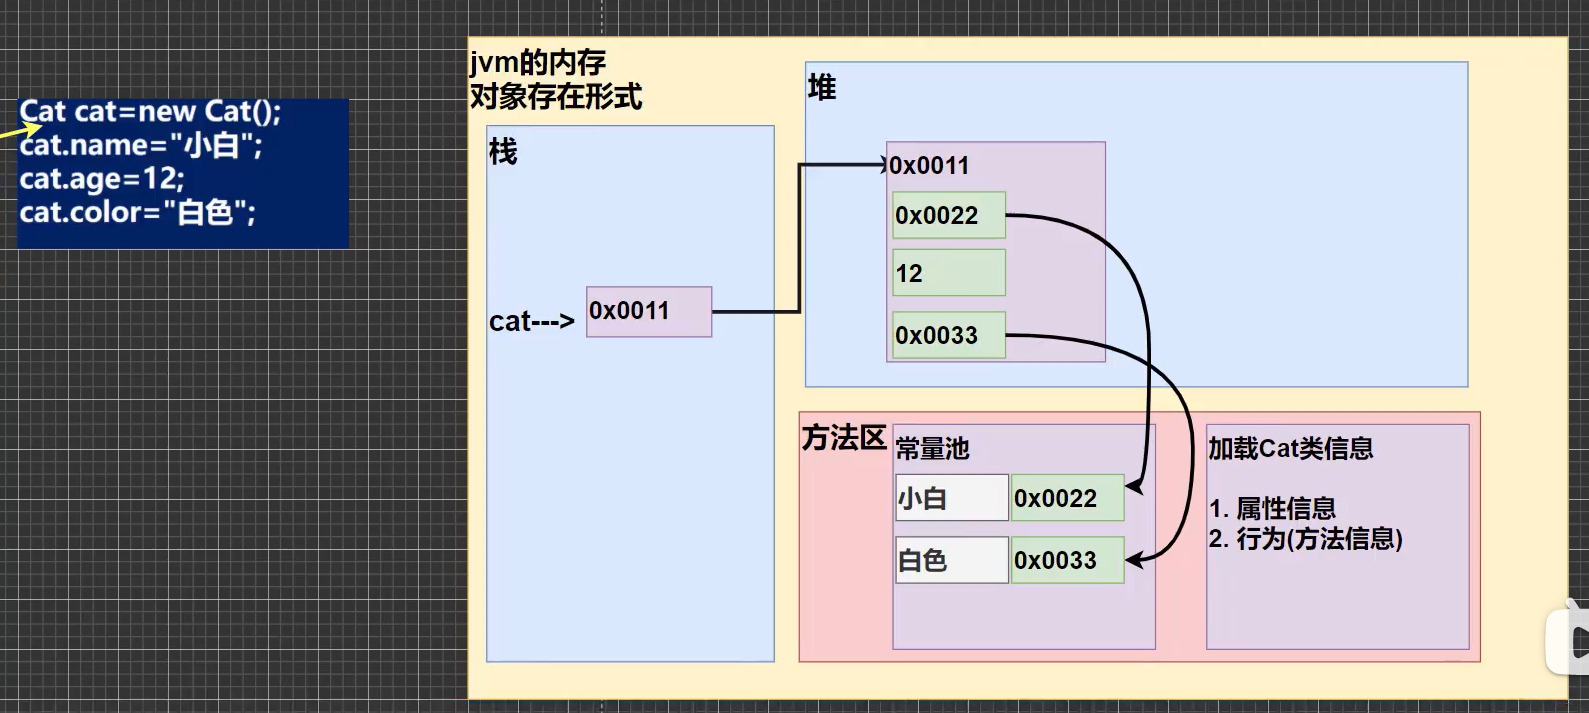 Cat cat=new Cat();
cat.name="小白";
cat.age=12;
cat.color="白色";
jvm的内存
对象存在形式
栈
cat--->
0x0011
堆
0x0011
0x0022
12
0x0033
方法区
常量池
小白
0x0022
白色
0x0033
加载Cat类信息
1. 属性信息
2. 行为(方法信息)